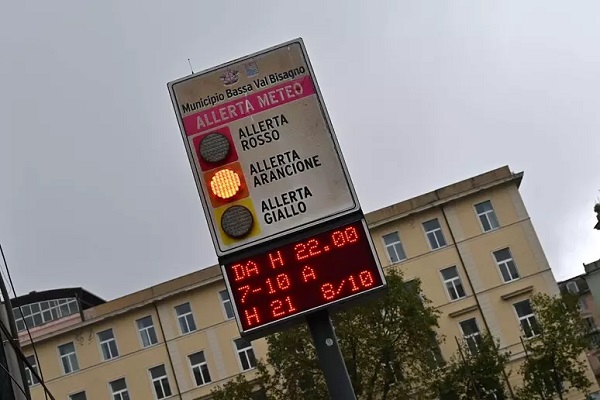 Municipio Bassa Val Bisagno
ALLERTA METEO
ALLERTA
ROSSO
ALLERTA
ARANCIONE
ALLERTA
GIALLO
DA H 22.00
7-10 A
H 21 8/10